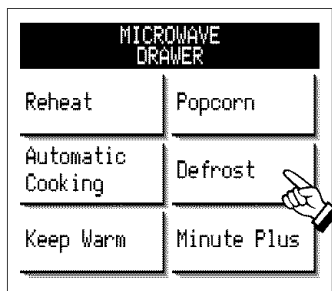 MICROWAVE
DRAWER
Reheat
Popcorn
Automatic
Cooking
Defrost
Keep Warm
Minute Plus